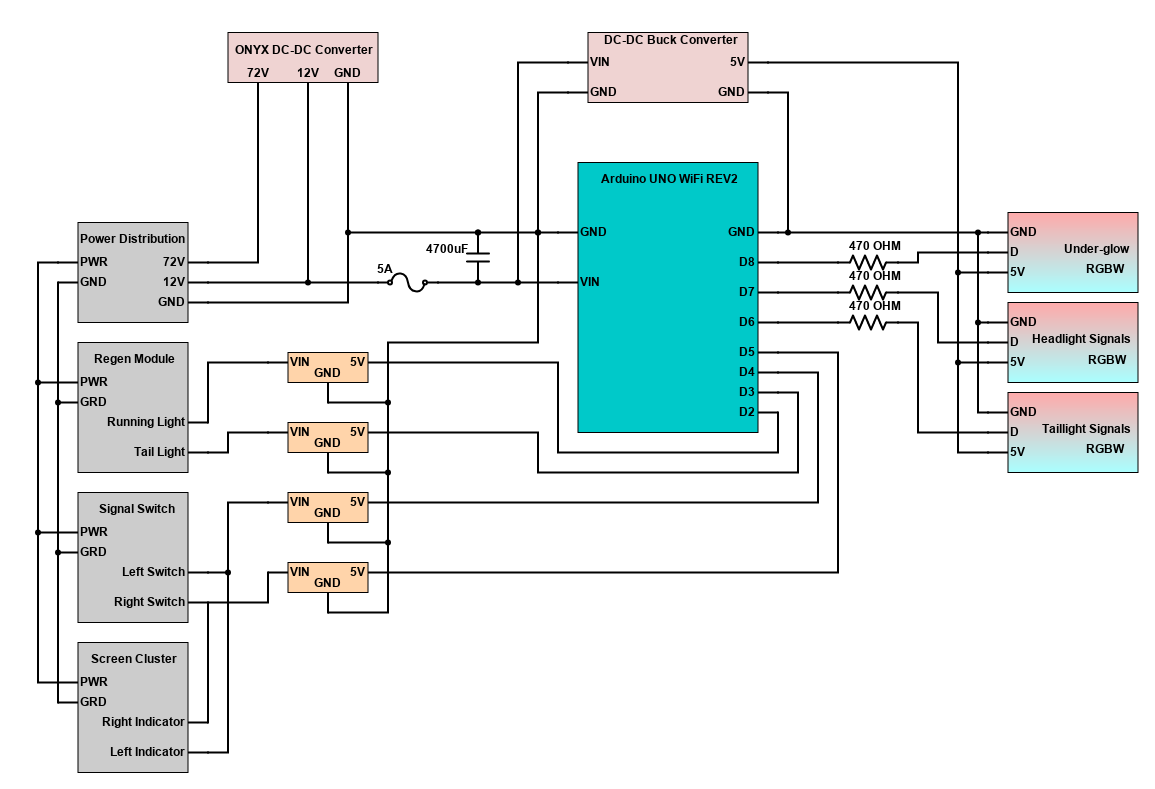 ONYX DC-DC Converter
72V 12V GND
DC-DC Buck Converter
VIN 5V
GND GND
Arduino UNO WiFi REV2
GND GND
D8
D7
VIN
D6
D5
D4
D3
D2
4700uF
5A
470 OHM
470 OHM
470 OHM
Power Distribution
PWR 72V
GND 12V
GND
Regen Module
PWR
GRD
Running Light
Tail Light
Signal Switch
PWR
GRD
Left Switch
Right Switch
Screen Cluster
PWR
GRD
Right Indicator
Left Indicator
VIN 5V
GND
VIN 5V
GND
VIN 5V
GND
VIN 5V
GND
GND
Under-glow
D
RGBW
5V
GND
Headlight Signals
D
RGBW
5V
GND
Taillight Signals
D
RGBW
5V